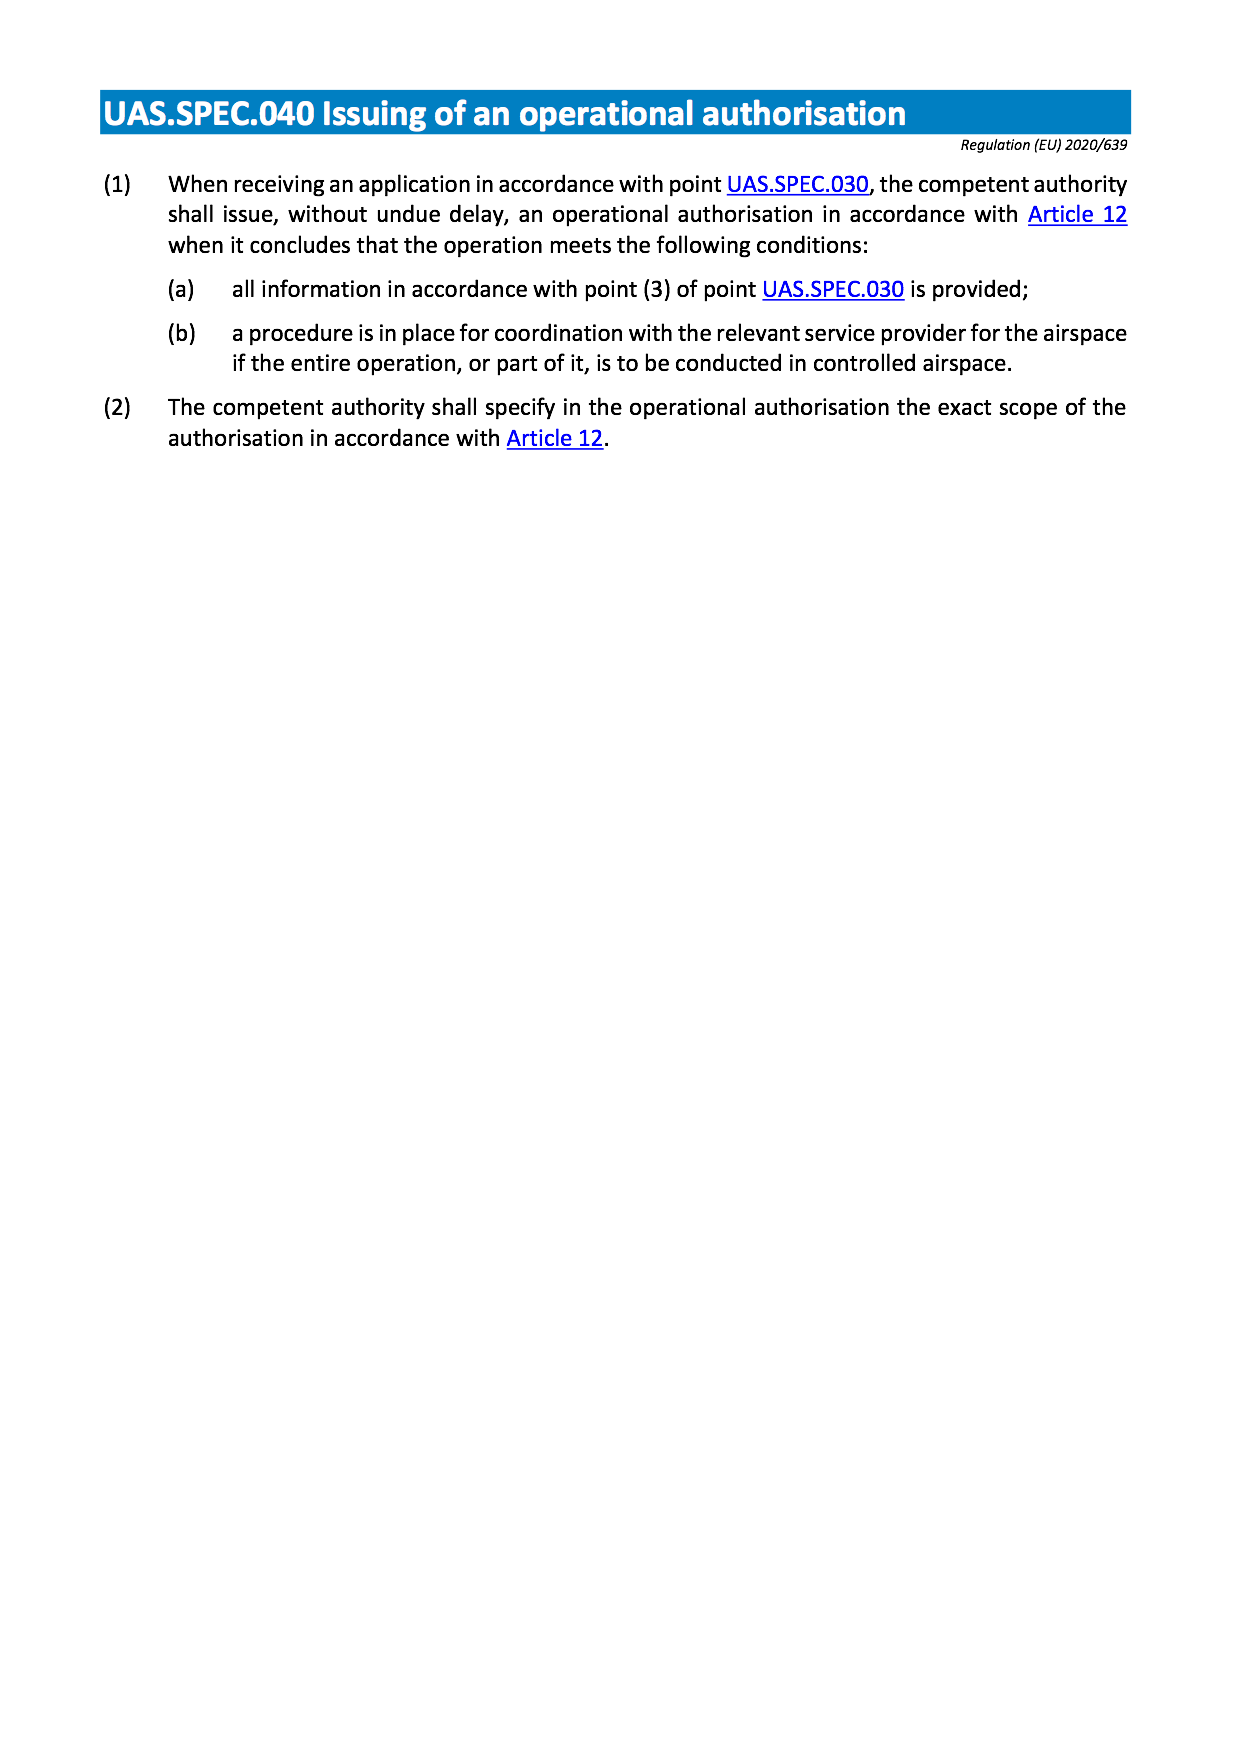 UAS.SPEC.040 Issuing of an operational authorisation
Regulation (EU) 2020/639
(1) When receiving an application in accordance with point UAS.SPEC.030, the competent authority
shall issue, without undue delay, an operational authorisation in accordance with Article 12
when it concludes that the operation meets the following conditions:
(a) all information in accordance with point (3) of point UAS.SPEC.030 is provided;
(b) a procedure is in place for coordination with the relevant service provider for the airspace
if the entire operation, or part of it, is to be conducted in controlled airspace.
(2) The competent authority shall specify in the operational authorisation the exact scope of the
authorisation in accordance with Article 12.